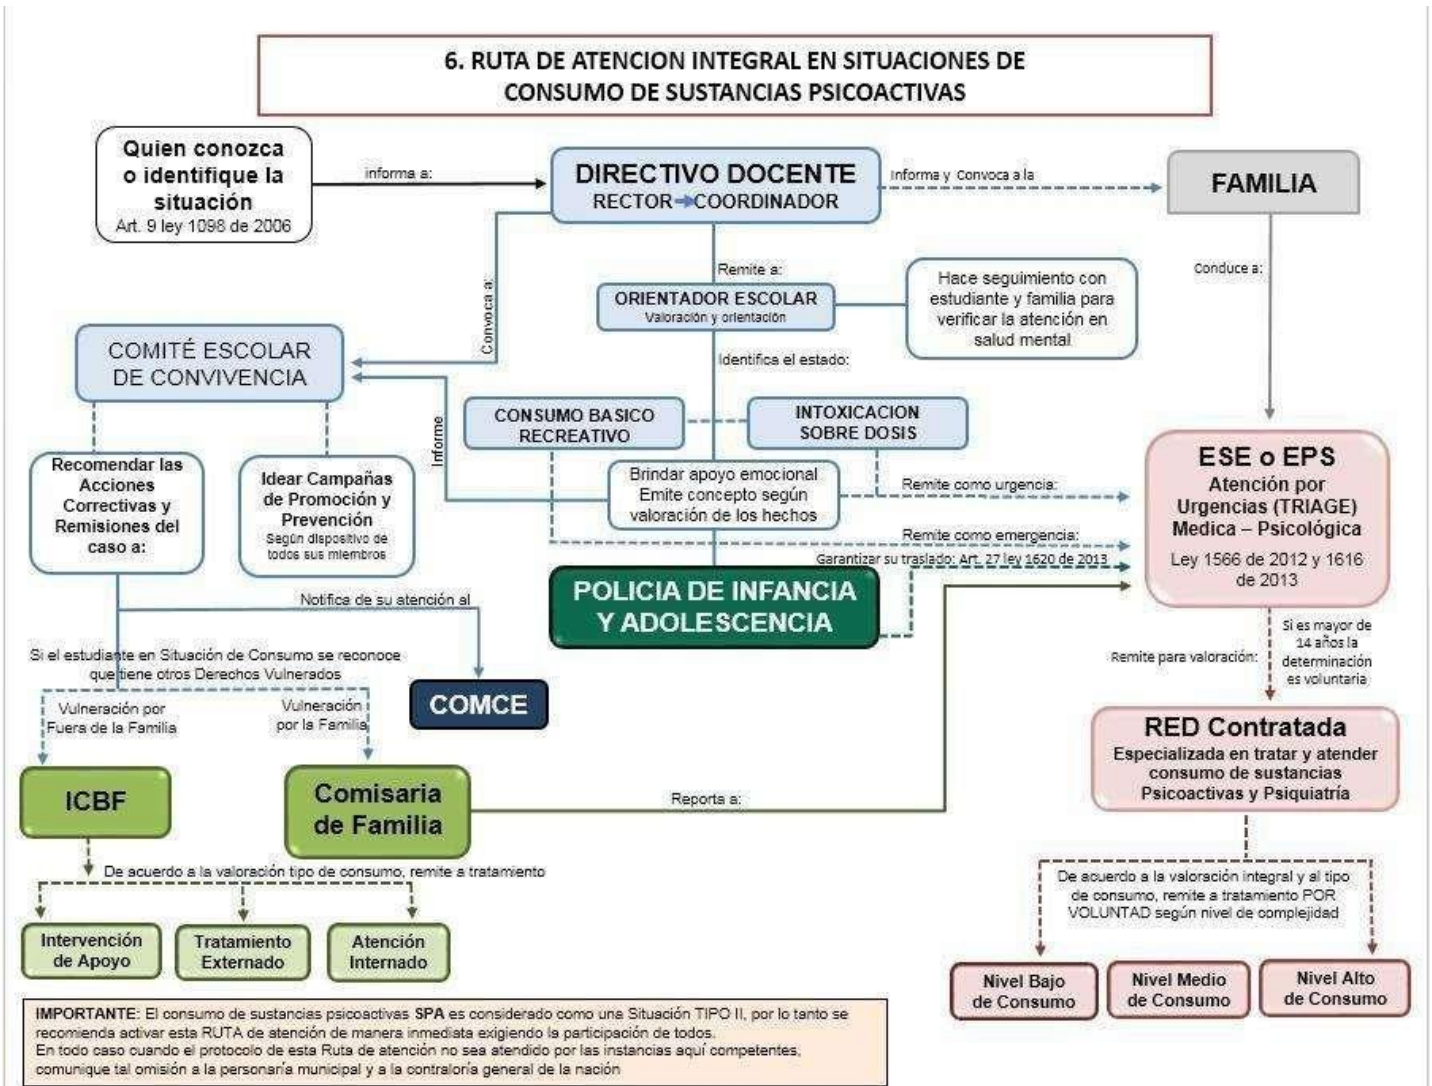 6. RUTA DE ATENCION INTEGRAL EN SITUACIONES DE
CONSUMO DE SUSTANCIAS PSICOACTIVAS
Quien conozca
o identifique la
situación
Art. 9 ley 1098 de 2006
informa a:
DIRECTIVO DOCENTE
RECTOR COORDINADOR
Informa y Convoca a la
FAMILIA
Convoca a:
Remite a:
Conduce a:
ORIENTADOR ESCOLAR
Valoración y orientación
Hace seguimiento con
estudiante y familia para
verificar la atención en
salud mental
COMITÉ ESCOLAR
DE CONVIVENCIA
Identifica el estado:
CONSUMO BASICO
RECREATIVO
INTOXICACION
SOBRE DOSIS
Informe
Recomendar las
Acciones
Correctivas y
Remisiones del
caso a:
Idear Campañas
de Promoción y
Prevención
Según dispositivo de
todos sus miembros
Brindar apoyo emocional
Emite concepto según
valoración de los hechos
Remite como urgencia:
Remite como emergencia:
Garantizar su traslado: Art. 27 ley 1620 de 2013
ESE o EPS
Atención por
Urgencias (TRIAGE)
Medica – Psicológica
Ley 1566 de 2012 y 1616
de 2013
POLICIA DE INFANCIA
Y ADOLESCENCIA
Notifica de su atención al
Si el estudiante en Situación de Consumo se reconoce
que tiene otros Derechos Vulnerados
COMCE
Vulneración por
Fuera de la Familia
Vulneración
por la Familia
Remite para valoración:
Si es mayor de
14 años la
determinación
es voluntaria
RED Contratada
Especializada en tratar y atender
consumo de sustancias
Psicoactivas y Psiquiatría
ICBF
Comisaria
de Familia
Reporta a:
De acuerdo a la valoración tipo de consumo, remite a tratamiento
De acuerdo a la valoración integral y al tipo
de consumo, remite a tratamiento POR
VOLUNTAD según nivel de complejidad
Intervención
de Apoyo
Tratamiento
Externado
Atención
Internado
Nivel Bajo
de Consumo
Nivel Medio
de Consumo
Nivel Alto
de Consumo
IMPORTANTE: El consumo de sustancias psicoactivas SPA es considerado como una Situación TIPO II, por lo tanto se
recomienda activar esta RUTA de atención de manera inmediata exigiendo la participación de todos.
En todo caso cuando el protocolo de esta Ruta de atención no sea atendido por las instancias aquí competentes,
comunique tal omisión a la personaría municipal y a la contraloría general de la nación